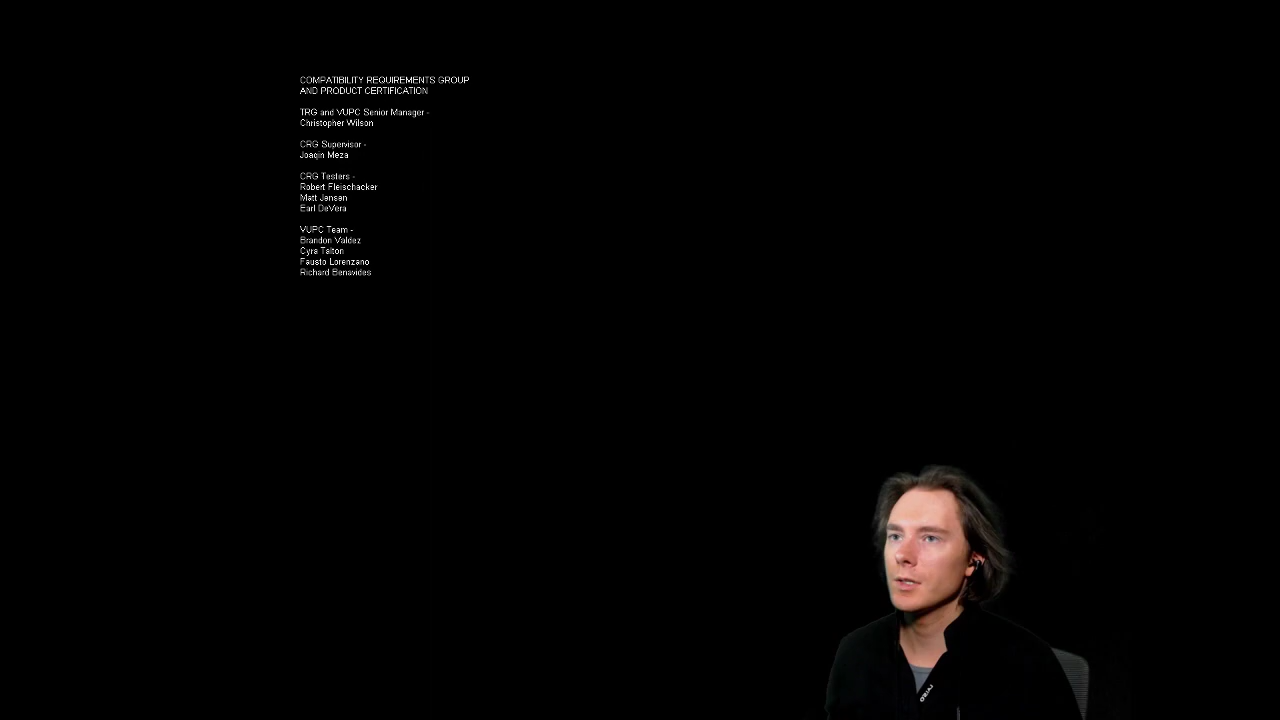 COMPATIBILITY REQUIREMENTS GROUP
AND PRODUCT CERTIFICATION
TRG and VUPC Senior Manager -
Christopher Wilson
CRG Supervisor -
Joaqin Meza
CRG Testers -
Robert Fleischacker
Matt Jensen
Earl DeVera
VUPC Team -
Brandon Valdez
Cyra Talton
Fausto Lorenzano
Richard Benavides